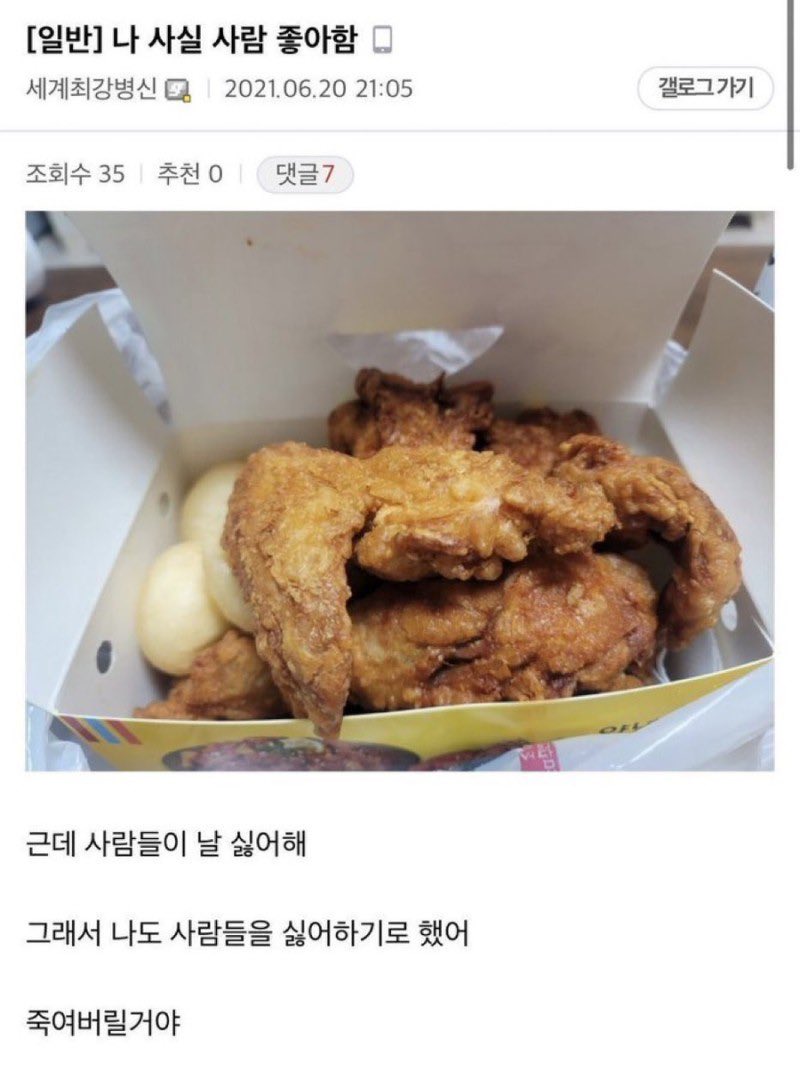 [일반] 나 사실 사람 좋아함
세계최강병신 2021.06.20 21:05 갤로그 가기
조회수 35 추천 0 댓글 7
근데 사람들이 날 싫어해
그래서 나도 사람들을 싫어하기로 했어
죽여버릴거야